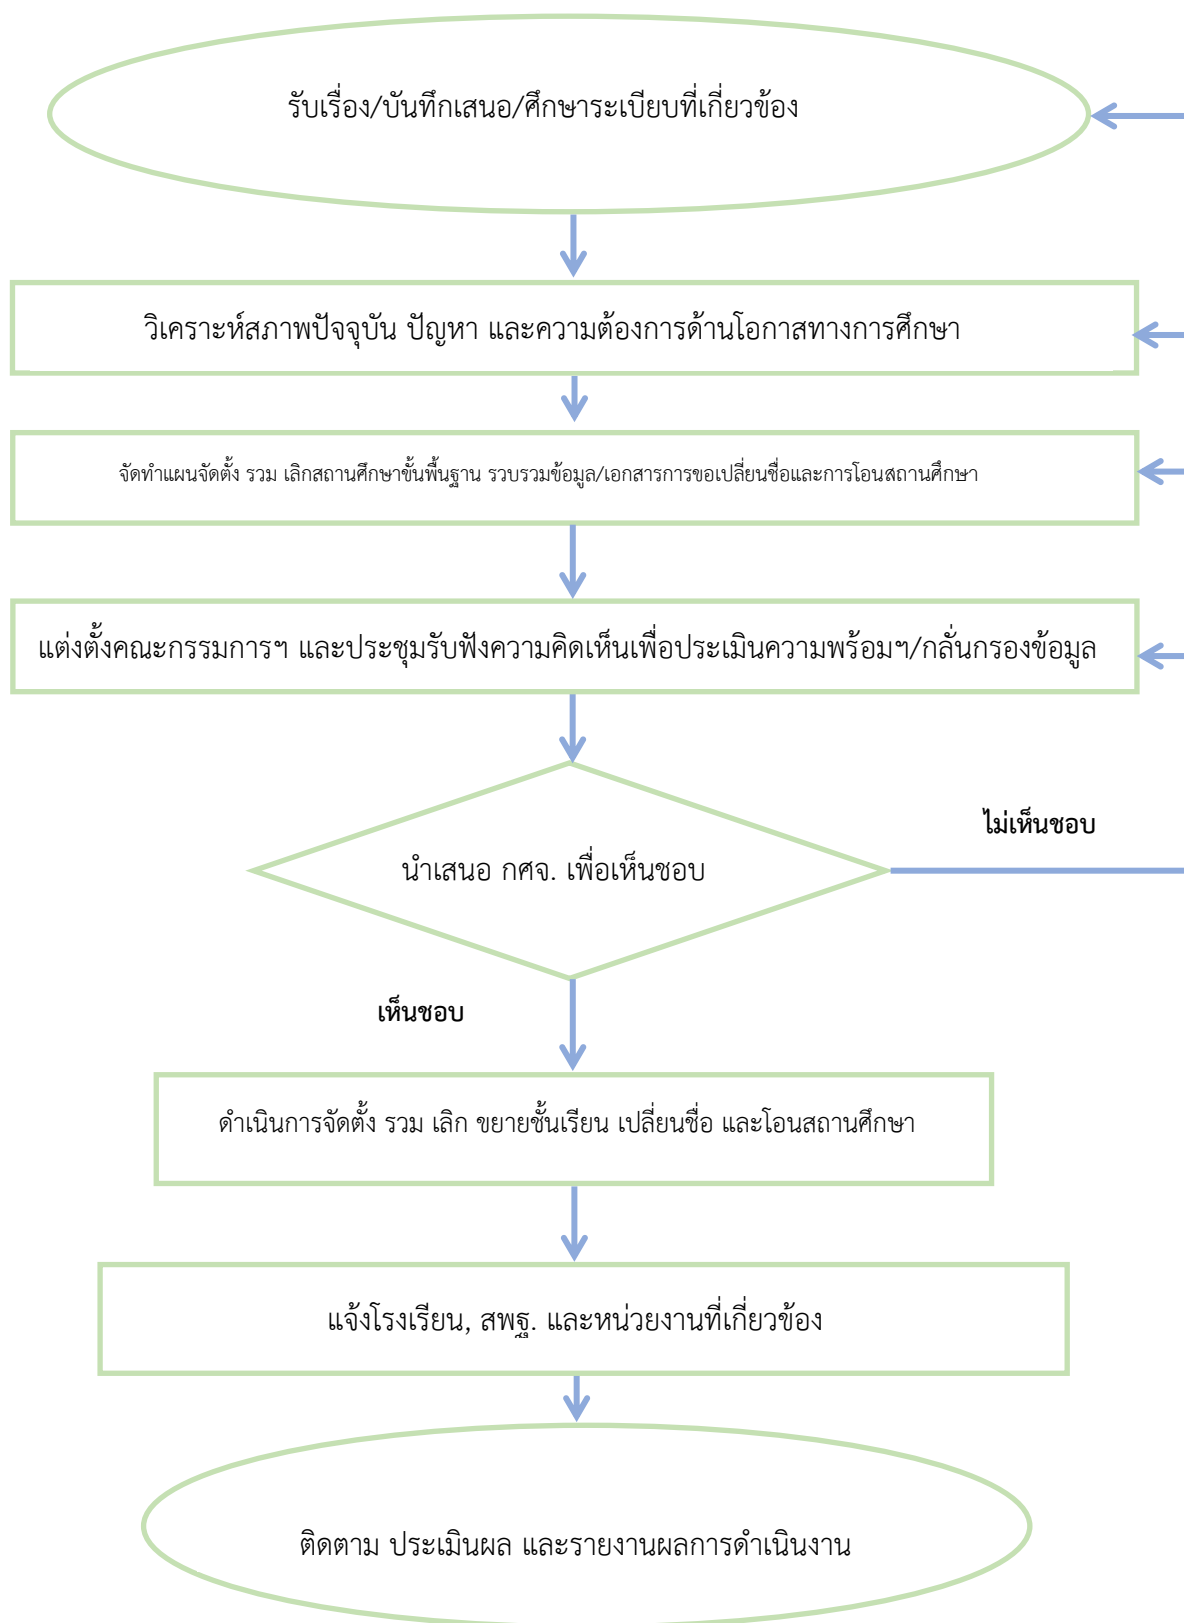 รับเรื่อง/บันทึกเสนอ/ศึกษาระเบียบที่เกี่ยวข้อง
วิเคราะห์สภาพปัจจุบัน ปัญหา และความต้องการด้านโอกาสทางการศึกษา
จัดทำแผนจัดตั้ง รวม เลิกสถานศึกษาขั้นพื้นฐาน รวบรวมข้อมูล/เอกสารการขอเปลี่ยนชื่อและการโอนสถานศึกษา
แต่งตั้งคณะกรรมการฯ และประชุมรับฟังความคิดเห็นเพื่อประเมินความพร้อมฯ/กลั่นกรองข้อมูล
ไม่เห็นชอบ
นำเสนอ กศจ. เพื่อเห็นชอบ
เห็นชอบ
ดำเนินการจัดตั้ง รวม เลิก ขยายชั้นเรียน เปลี่ยนชื่อ และโอนสถานศึกษา
แจ้งโรงเรียน, สพฐ. และหน่วยงานที่เกี่ยวข้อง
ติดตาม ประเมินผล และรายงานผลการดำเนินงาน